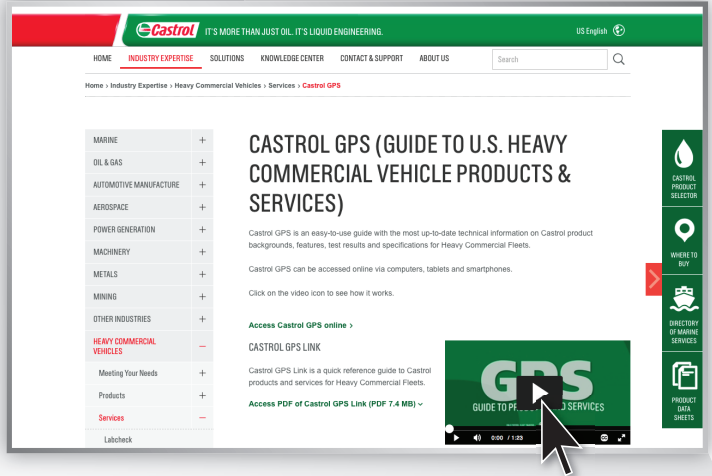 Castrol IT'S MORE THAN JUST OIL. IT'S LIQUID ENGINEERING.
US English
HOME INDUSTRY EXPERTISE SOLUTIONS KNOWLEDGE CENTER CONTACT & SUPPORT ABOUT US Search
Home › Industry Expertise › Heavy Commercial Vehicles › Services › Castrol GPS
MARINE +
OIL & GAS +
AUTOMOTIVE MANUFACTURE +
AEROSPACE +
POWER GENERATION +
MACHINERY +
METALS +
MINING +
OTHER INDUSTRIES +
HEAVY COMMERCIAL
VEHICLES –
Meeting Your Needs +
Products +
Services –
Labcheck
CASTROL GPS (GUIDE TO U.S. HEAVY
COMMERCIAL VEHICLE PRODUCTS &
SERVICES)
Castrol GPS is an easy-to-use guide with the most up-to-date technical information on Castrol product
backgrounds, features, test results and specifications for Heavy Commercial Fleets.
Castrol GPS can be accessed online via computers, tablets and smartphones.
Click on the video icon to see how it works.
Access Castrol GPS online ›
CASTROL GPS LINK
Castrol GPS Link is a quick reference guide to Castrol
products and services for Heavy Commercial Fleets.
Access PDF of Castrol GPS Link (PDF 7.4 MB)
GPS
GUIDE TO SERVICES
0:00 / 1:23
CASTROL
PRODUCT
SELECTOR
WHERE TO
BUY
DIRECTORY
OF MARINE
SERVICES
PRODUCT
DATA
SHEETS